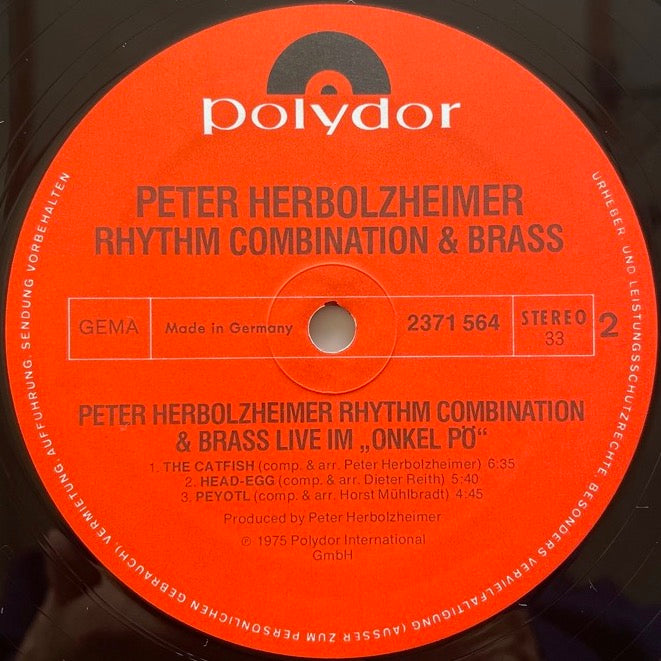 polydor
PETER HERBOLZHEIMER
RHYTHM COMBINATION & BRASS
GEMA
Made in Germany
2371 564
STEREO
33
2
PETER HERBOLZHEIMER RHYTHM COMBINATION
& BRASS LIVE IM „ONKEL PÖ“
1. THE CATFISH (comp. & arr. Peter Herbolzheimer) 6:35
2. HEAD-EGG (comp. & arr. Dieter Reith) 5:40
3. PEYOTL (comp. & arr. Horst Mühlbradt) 4:45
Produced by Peter Herbolzheimer
℗ 1975 Polydor International
GmbH
URHEBER- UND LEISTUNGSSCHUTZRECHTE, BESONDERS VERVIELFÄLTIGUNG (AUSSER ZUM PERSÖNLICHEN GEBRAUCH), VERMIETUNG, AUFFÜHRUNG, SENDUNG VORBEHALTEN